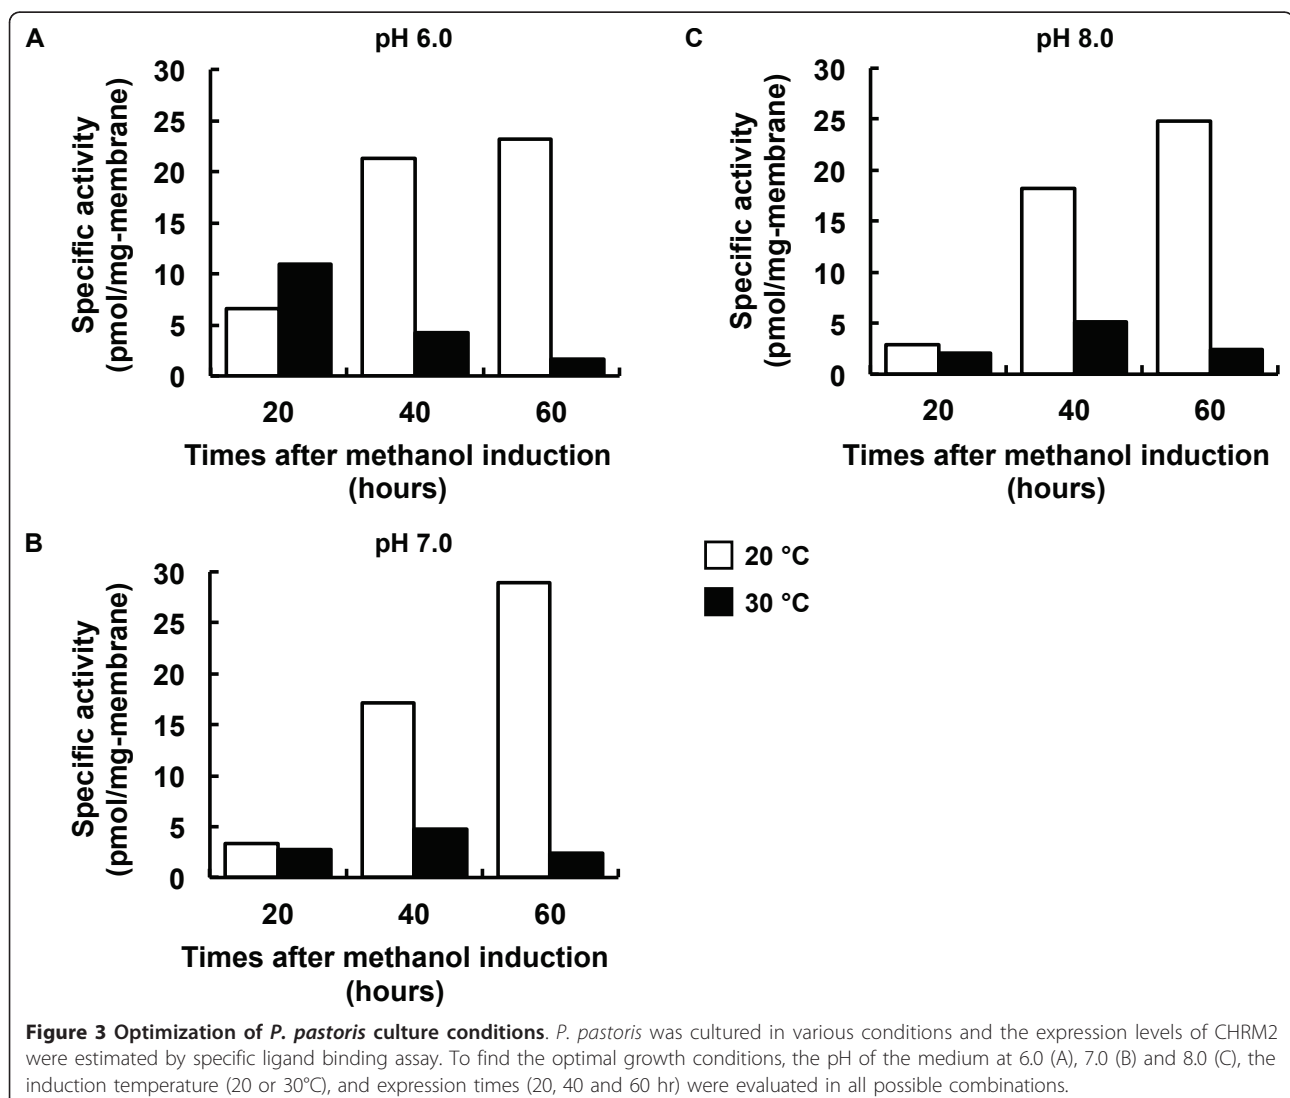 A
pH 6.0
Specific activity
(pmol/mg-membrane)
30
25
20
15
10
5
0
20 40 60
Times after methanol induction
(hours)
C
pH 8.0
Specific activity
(pmol/mg-membrane)
30
25
20
15
10
5
0
20 40 60
Times after methanol induction
(hours)
B
pH 7.0
Specific activity
(pmol/mg-membrane)
30
25
20
15
10
5
0
20 40 60
Times after methanol induction
(hours)
20 °C
30 °C
Figure 3 Optimization of P. pastoris culture conditions. P. pastoris was cultured in various conditions and the expression levels of CHRM2
were estimated by specific ligand binding assay. To find the optimal growth conditions, the pH of the medium at 6.0 (A), 7.0 (B) and 8.0 (C), the
induction temperature (20 or 30°C), and expression times (20, 40 and 60 hr) were evaluated in all possible combinations.